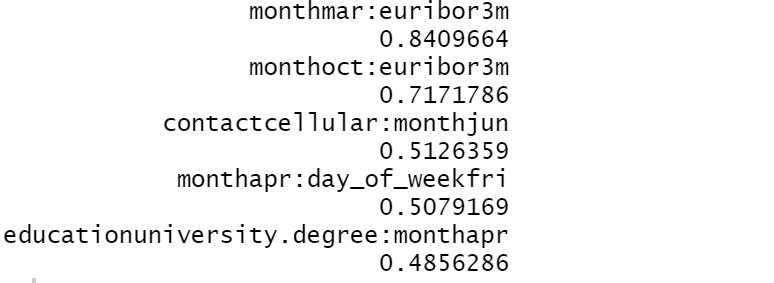 monthmar:euribor3m
0.8409664
monthoct:euribor3m
0.7171786
contactcellular:monthjun
0.5126359
monthapr:day_of_weekfri
0.5079169
educationuniversity.degree:monthapr
0.4856286